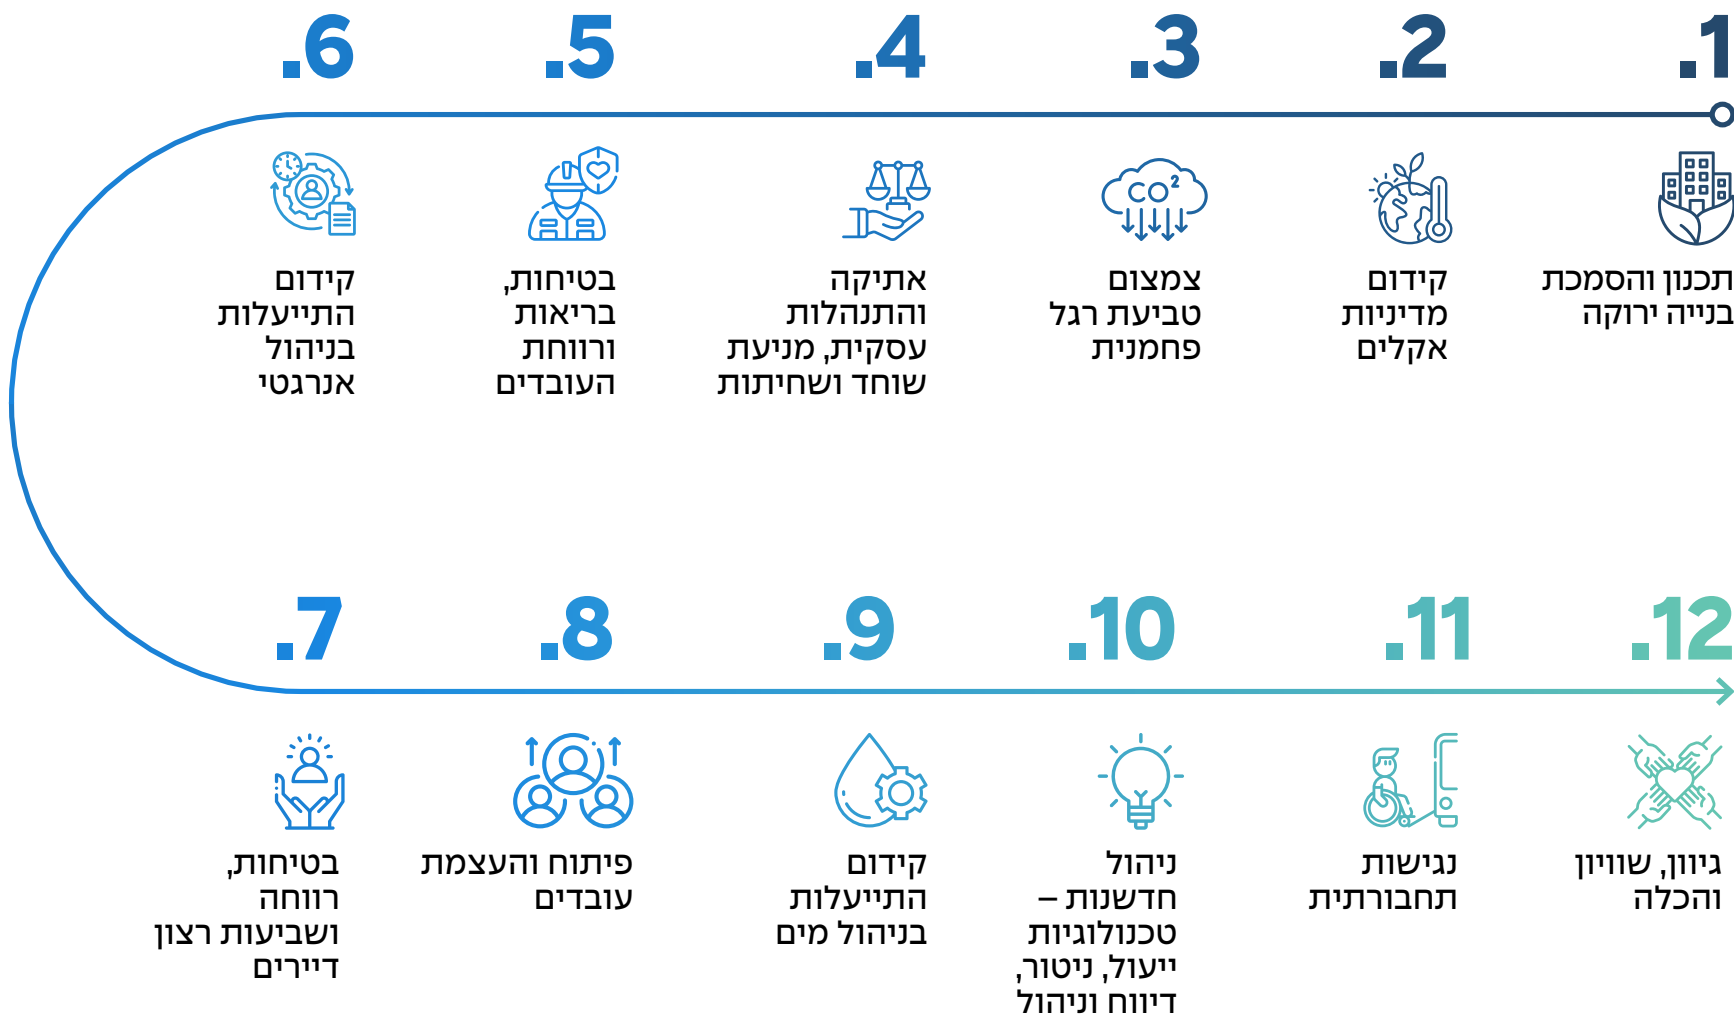 1.
תכנון והסמכת
בנייה ירוקה
2.
קידום
מדיניות
אקלים
3.
CO²
צמצום
טביעת רגל
פחמנית
4.
אתיקה
והתנהלות
עסקית, מניעת
שוחד ושחיתות
5.
בטיחות,
בריאות
ורווחת
העובדים
6.
קידום
התייעלות
בניהול
אנרגטי
7.
בטיחות,
רווחה
ושביעות רצון
דיירים
8.
פיתוח והעצמת
עובדים
9.
קידום
התייעלות
בניהול מים
10.
ניהול
חדשנות –
טכנולוגיות
ייעול, ניטור,
דיווח וניהול
11.
נגישות
תחבורתית
12.
גיוון, שוויון
והכלה